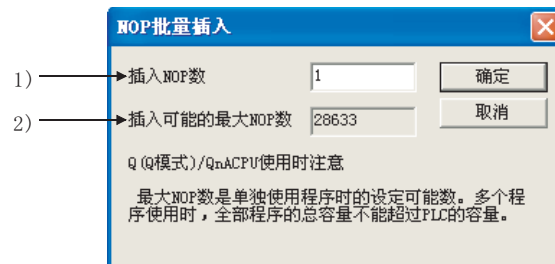 NOP批量插入
1) 插入NOP数 1 确定
2) 插入可能的最大NOP数 28633 取消
Q(Q模式)/QnACPU使用时注意
最大NOP数是单独使用程序时的设定可能数。多个程
序使用时，全部程序的总容量不能超过PLC的容量。